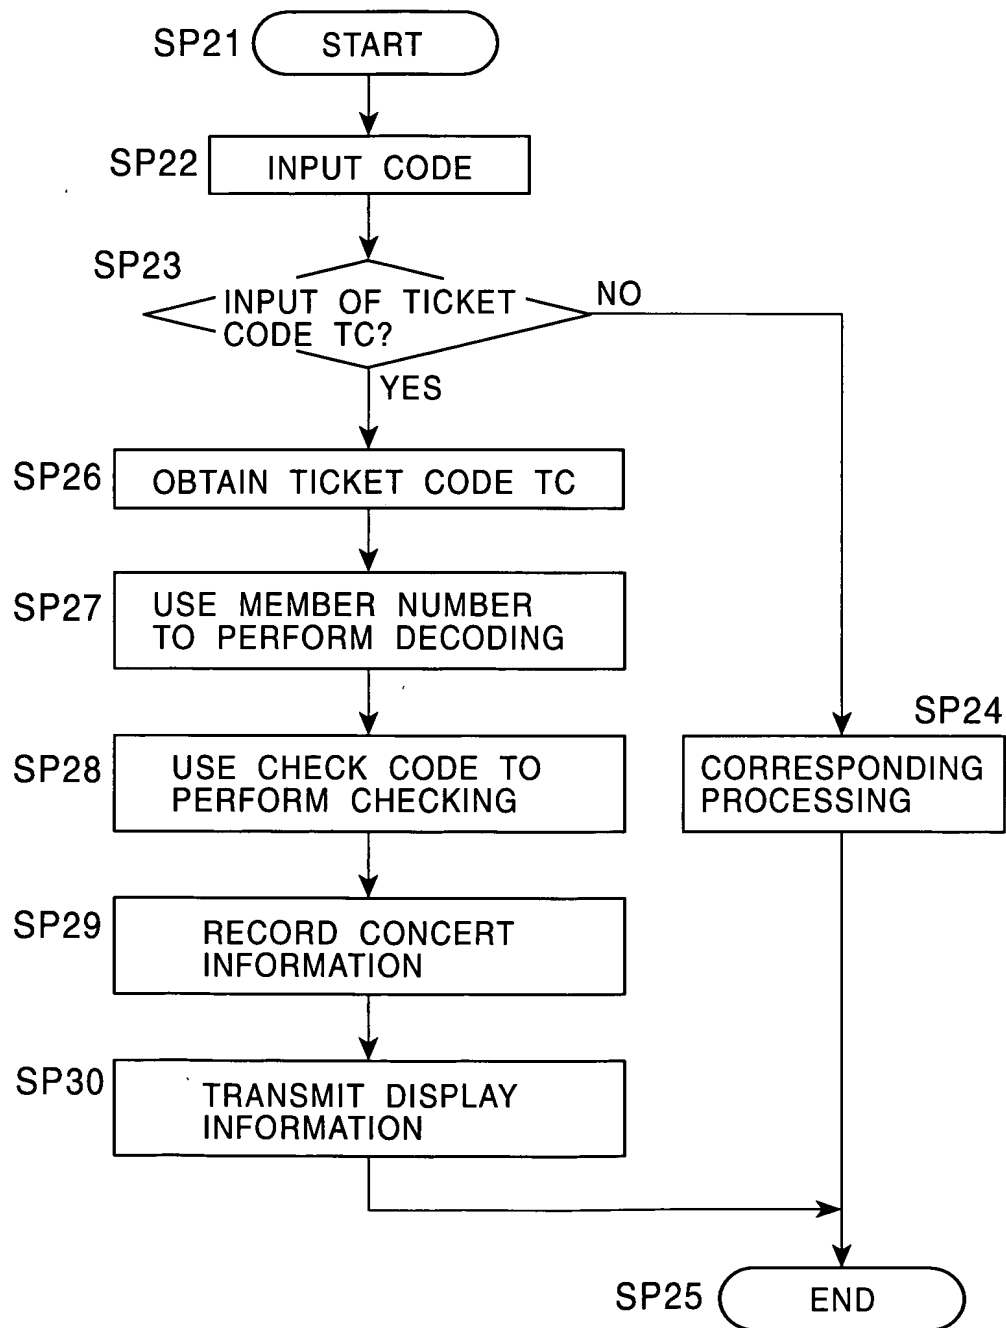 SP21
START
SP22
INPUT CODE
SP23
INPUT OF TICKET
CODE TC?
NO
YES
SP26
OBTAIN TICKET CODE TC
SP27
USE MEMBER NUMBER
TO PERFORM DECODING
SP24
CORRESPONDING
PROCESSING
SP28
USE CHECK CODE TO
PERFORM CHECKING
SP29
RECORD CONCERT
INFORMATION
SP30
TRANSMIT DISPLAY
INFORMATION
SP25
END